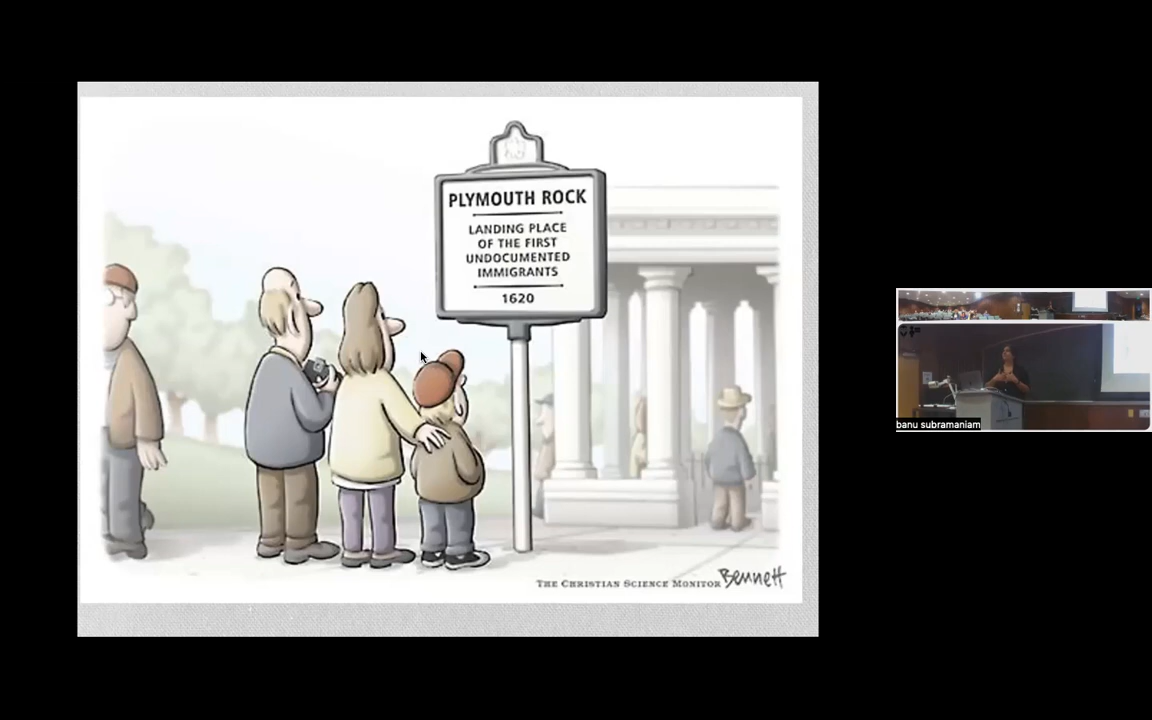 PLYMOUTH ROCK
LANDING PLACE
OF THE FIRST
UNDOCUMENTED
IMMIGRANTS
1620
THE CHRISTIAN SCIENCE MONITOR Bennett
banu subramaniam